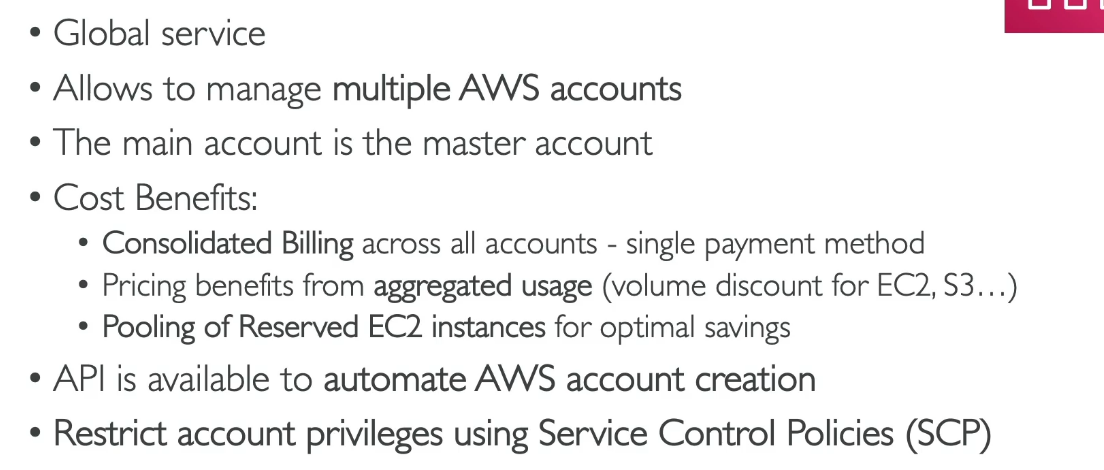 • Global service
• Allows to manage multiple AWS accounts
• The main account is the master account
• Cost Benefits:
• Consolidated Billing across all accounts - single payment method
• Pricing benefits from aggregated usage (volume discount for EC2, S3…)
• Pooling of Reserved EC2 instances for optimal savings
• API is available to automate AWS account creation
• Restrict account privileges using Service Control Policies (SCP)